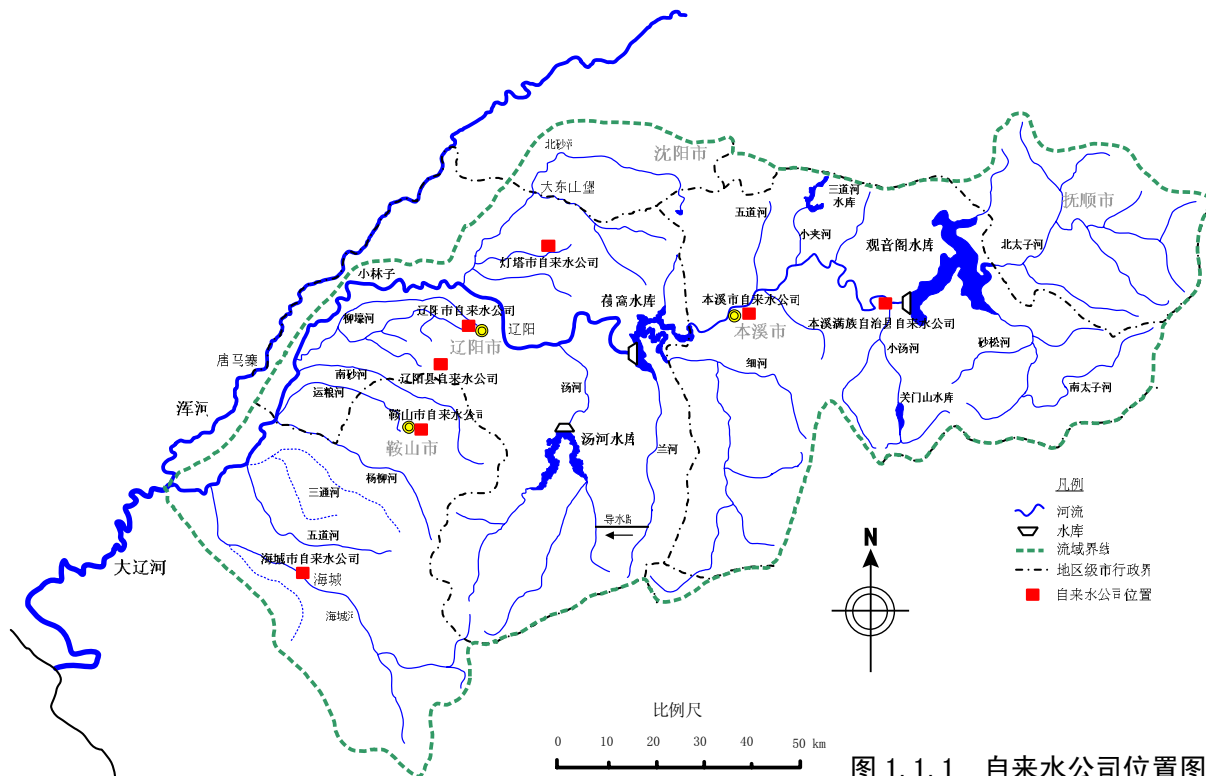 北砂河
沈阳市
大东山堡
三道河
水库
五道河
抚顺市
小夹河
观音阁水库
北太子河
灯塔市自来水公司
小林子
葠窝水库
本溪市自来水公司
辽阳市自来水公司
柳壕河
辽阳
本溪市
本溪满族自治县自来水公司
辽阳市
小汤河
砂松河
唐马寨
南砂河
辽阳县自来水公司
汤河
细河
南太子河
运粮河
关门山水库
浑河
鞍山市自来水公司
鞍山市
汤河水库
兰河
杨柳河
三通河
凡例
河流
水库
流域界线
地区级市行政界
自来水公司位置
导水路
五道河
海城市自来水公司
海城
大辽河
海城河
N
比例尺
0 10 20 30 40 50 km
图 1.1.1 自来水公司位置图